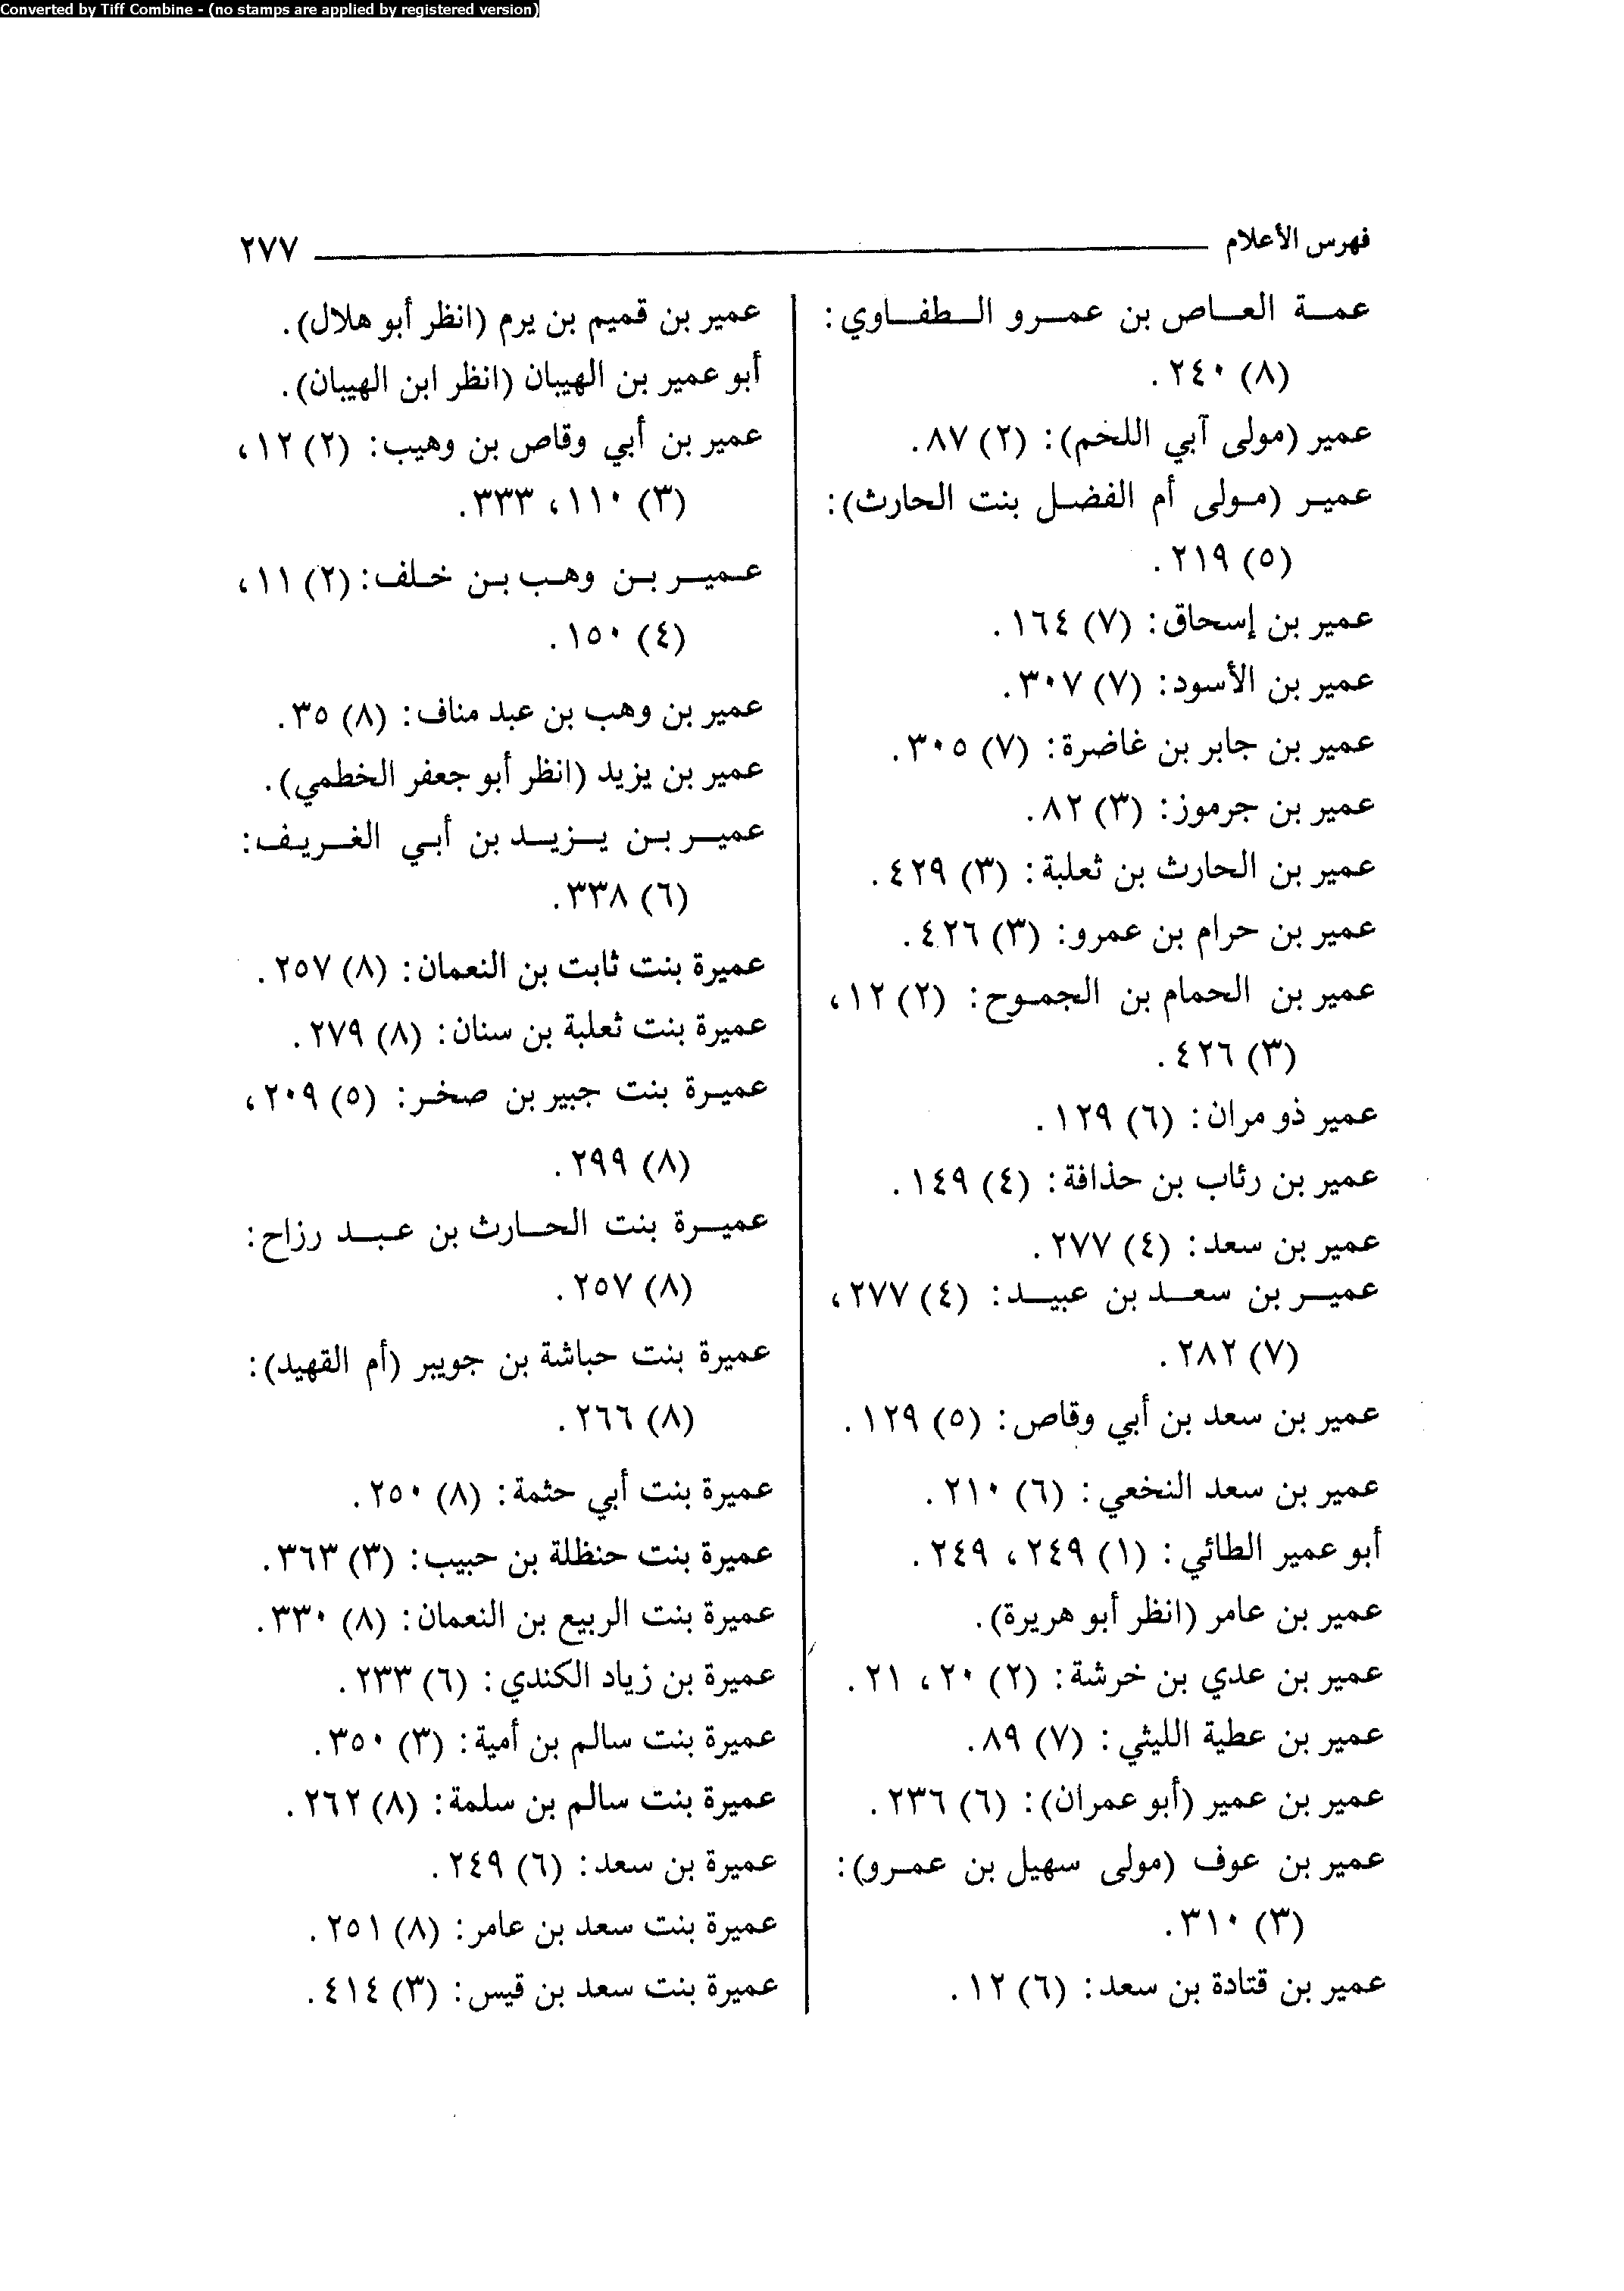 Converted by Tiff Combine - (no stamps are applied by registered version)
فهرس الأعلام ٢٧٧
عمة العاص بن عمرو الطفاوي:
(٨) ٢٤٠.
عمير (مولى آبي اللخم): (٢) ٨٧.
عمير (مولى أم الفضل بنت الحارث):
(٥) ٢١٩.
عمير بن إسحاق: (٧) ١٦٤.
عمير بن الأسود: (٧) ٣٠٧.
عمير بن جابر بن غاضرة: (٧) ٣٠٥.
عمير بن جرموز: (٣) ٨٢.
عمير بن الحارث بن ثعلبة: (٣) ٤٢٩.
عمير بن حرام بن عمرو: (٣) ٤٢٦.
عمير بن الحمام بن الجموح: (٢) ١٢،
(٣) ٤٢٦.
عمير ذو مران: (٦) ١٢٩.
عمير بن رئاب بن حذافة: (٤) ١٤٩.
عمير بن سعد: (٤) ٢٧٧.
عمير بن سعد بن عبيد: (٤) ٢٧٧،
(٧) ٢٨٢.
عمير بن سعد بن أبي وقاص: (٥) ١٢٩.
عمير بن سعد النخعي: (٦) ٢١٠.
أبو عمير الطائي: (١) ٢٤٩، ٢٤٩.
عمير بن عامر (انظر أبو هريرة).
عمير بن عدي بن خرشة: (٢) ٢٠، ٢١.
عمير بن عطية الليثي: (٧) ٨٩.
عمير بن عمير (أبو عمران): (٦) ٢٣٦.
عمير بن عوف (مولى سهيل بن عمرو):
(٣) ٣١٠.
عمير بن قتادة بن سعد: (٦) ١٢.
عمير بن قميم بن يرم (انظر أبو هلال).
أبو عمير بن الهيبان (انظر ابن الهيبان).
عمير بن أبي وقاص بن وهيب: (٢) ١٢،
(٣) ١١٠، ٣٣٣.
عمير بن وهب بن خلف: (٢) ١١،
(٤) ١٥٠.
عمير بن وهب بن عبد مناف: (٨) ٣٥.
عمير بن يزيد (انظر أبو جعفر الخطمي).
عمير بن يزيد بن أبي الغريف:
(٦) ٣٣٨.
عميرة بنت ثابت بن النعمان: (٨) ٢٥٧.
عميرة بنت ثعلبة بن سنان: (٨) ٢٧٩.
عميرة بنت جبير بن صخر: (٥) ٢٠٩،
(٨) ٢٩٩.
عميرة بنت الحارث بن عبد رزاح:
(٨) ٢٥٧.
عميرة بنت حباشة بن جويبر (أم القهيد):
(٨) ٢٦٦.
عميرة بنت أبي حثمة: (٨) ٢٥٠.
عميرة بنت حنظلة بن حبيب: (٣) ٣٦٣.
عميرة بنت الربيع بن النعمان: (٨) ٣٣٠.
عميرة بن زياد الكندي: (٦) ٢٣٣.
عميرة بنت سالم بن أمية: (٣) ٣٥٠.
عميرة بنت سالم بن سلمة: (٨) ٢٦٢.
عميرة بن سعد: (٦) ٢٤٩.
عميرة بنت سعد بن عامر: (٨) ٢٥١.
عميرة بنت سعد بن قيس: (٣) ٤١٤.